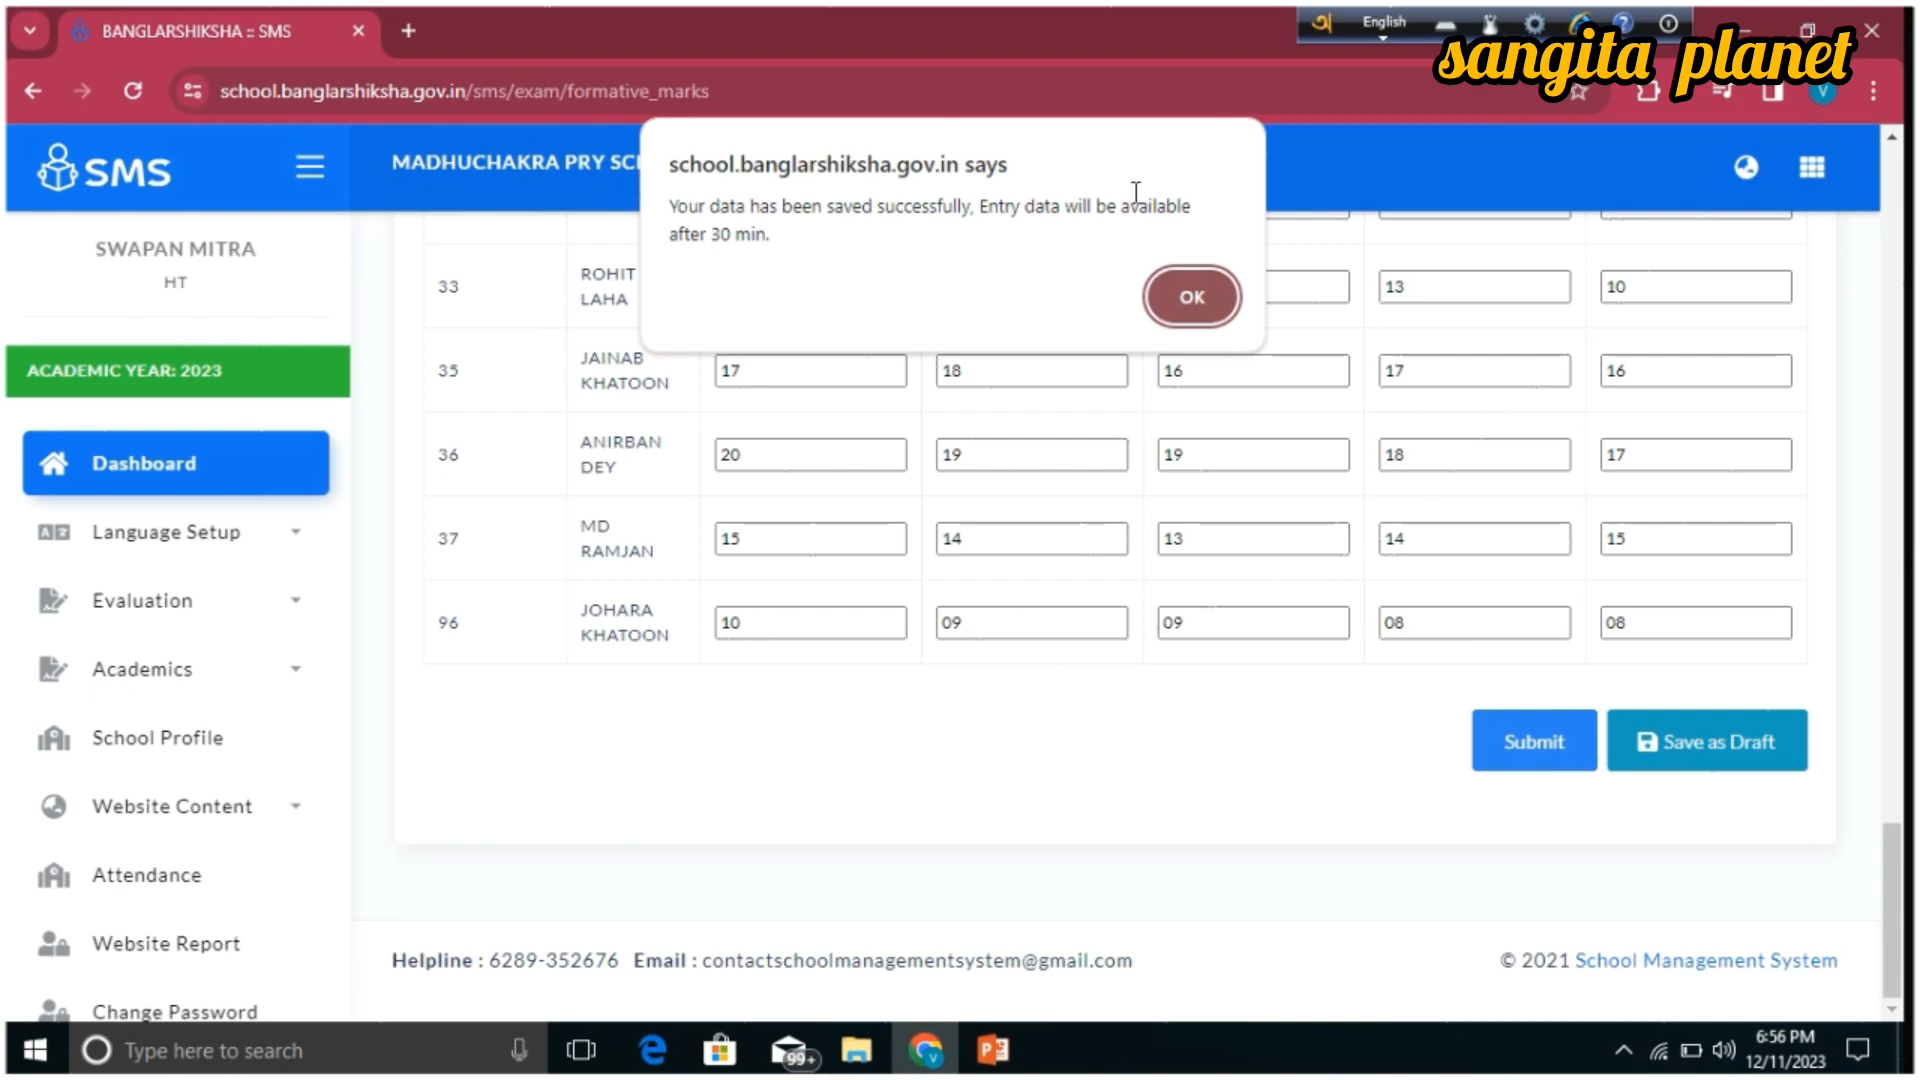 BANGLARSHIKSHA :: SMS
English
sangita planet
school.banglarshiksha.gov.in/sms/exam/formative_marks
SMS
MADHUCHAKRA PRY SC
school.banglarshiksha.gov.in says
Your data has been saved successfully, Entry data will be available
after 30 min.
OK
SWAPAN MITRA
HT
ACADEMIC YEAR: 2023
Dashboard
Language Setup
Evaluation
Academics
School Profile
Website Content
Attendance
Website Report
Change Password
33 ROHIT LAHA 13 10
35 JAINAB KHATOON 17 18 16 17 16
36 ANIRBAN DEY 20 19 19 18 17
37 MD RAMJAN 15 14 13 14 15
96 JOHARA KHATOON 10 09 09 08 08
Submit
Save as Draft
Helpline : 6289-352676 Email : contactschoolmanagementsystem@gmail.com
© 2021 School Management System
Type here to search
99+
6:56 PM
12/11/2023